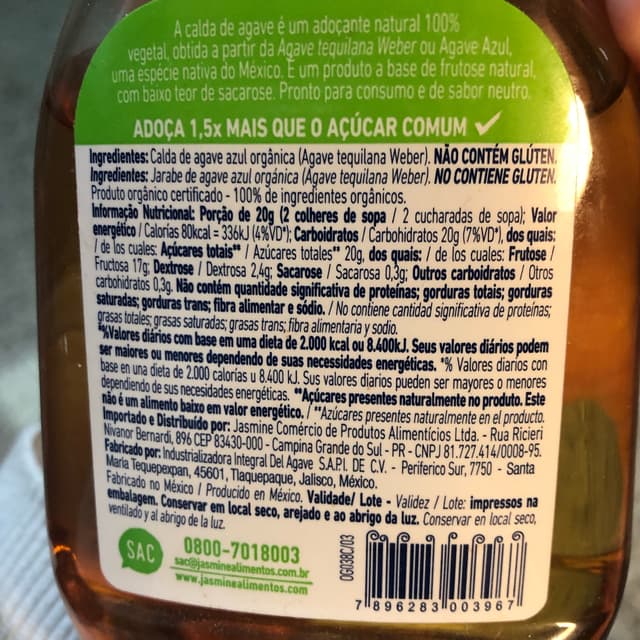 A calda de agave é um adoçante natural 100%
vegetal, obtida a partir da Agave tequilana Weber ou Agave Azul,
uma espécie nativa do México. É um produto a base de frutose natural,
com baixo teor de sacarose. Pronto para consumo e de sabor neutro.
ADOÇA 1,5x MAIS QUE O AÇÚCAR COMUM ✓
Ingredientes: Calda de agave azul orgânica (Agave tequilana Weber). NÃO CONTÉM GLÚTEN.
Ingredientes: Jarabe de agave azul orgánica (Agave tequilana Weber). NO CONTIENE GLUTEN.
Produto orgânico certificado - 100% de ingredientes orgânicos.
Informação Nutricional: Porção de 20g (2 colheres de sopa / 2 cucharadas de sopa); Valor
energético / Calorías 80kcal = 336kJ (4%VD*); Carboidratos / Carbohidratos 20g (7%VD*), dos quais:
/ de los cuales: Açúcares totais** / Azúcares totales** 20g, dos quais: / de los cuales: Frutose /
Fructosa 17g; Dextrose / Dextrosa 2,4g; Sacarose / Sacarosa 0,3g; Outros carboidratos / Otros
carbohidratos 0,3g. Não contém quantidade significativa de proteínas; gorduras totais; gorduras
saturadas; gorduras trans; fibra alimentar e sódio. / No contiene cantidad significativa de proteínas;
grasas totales; grasas saturadas; grasas trans; fibra alimentaria y sodio.
*%Valores diários com base em uma dieta de 2.000 kcal ou 8.400kJ. Seus valores diários podem
ser maiores ou menores dependendo de suas necessidades energéticas. *% Valores diarios con
base en una dieta de 2.000 calorías u 8.400 kJ. Sus valores diarios pueden ser mayores o menores
dependiendo de sus necesidades energéticas. **Açúcares presentes naturalmente no produto. Este
não é um alimento baixo em valor energético. / **Azúcares presentes naturalmente en el producto.
Importado e Distribuído por: Jasmine Comércio de Produtos Alimentícios Ltda. - Rua Ricieri
Nivanor Bernardi, 896 CEP 83430-000 - Campina Grande do Sul - PR - CNPJ 81.727.414/0008-95.
Fabricado por: Industrializadora Integral Del Agave S.A.P.I. DE C.V. - Periferico Sur, 7750 - Santa
María Tequepexpan, 45601, Tlaquepaque, Jalisco, México.
Fabricado no México / Producido en México. Validade/ Lote - Validez / Lote: impressos na
embalagem. Conservar em local seco, arejado e ao abrigo da luz. Conservar en local seco,
ventilado y al abrigo de la luz.
SAC
0800-7018003
sac@jasminealimentos.com.br
www.jasminealimentos.com
0G038C/03
7 896283 003967